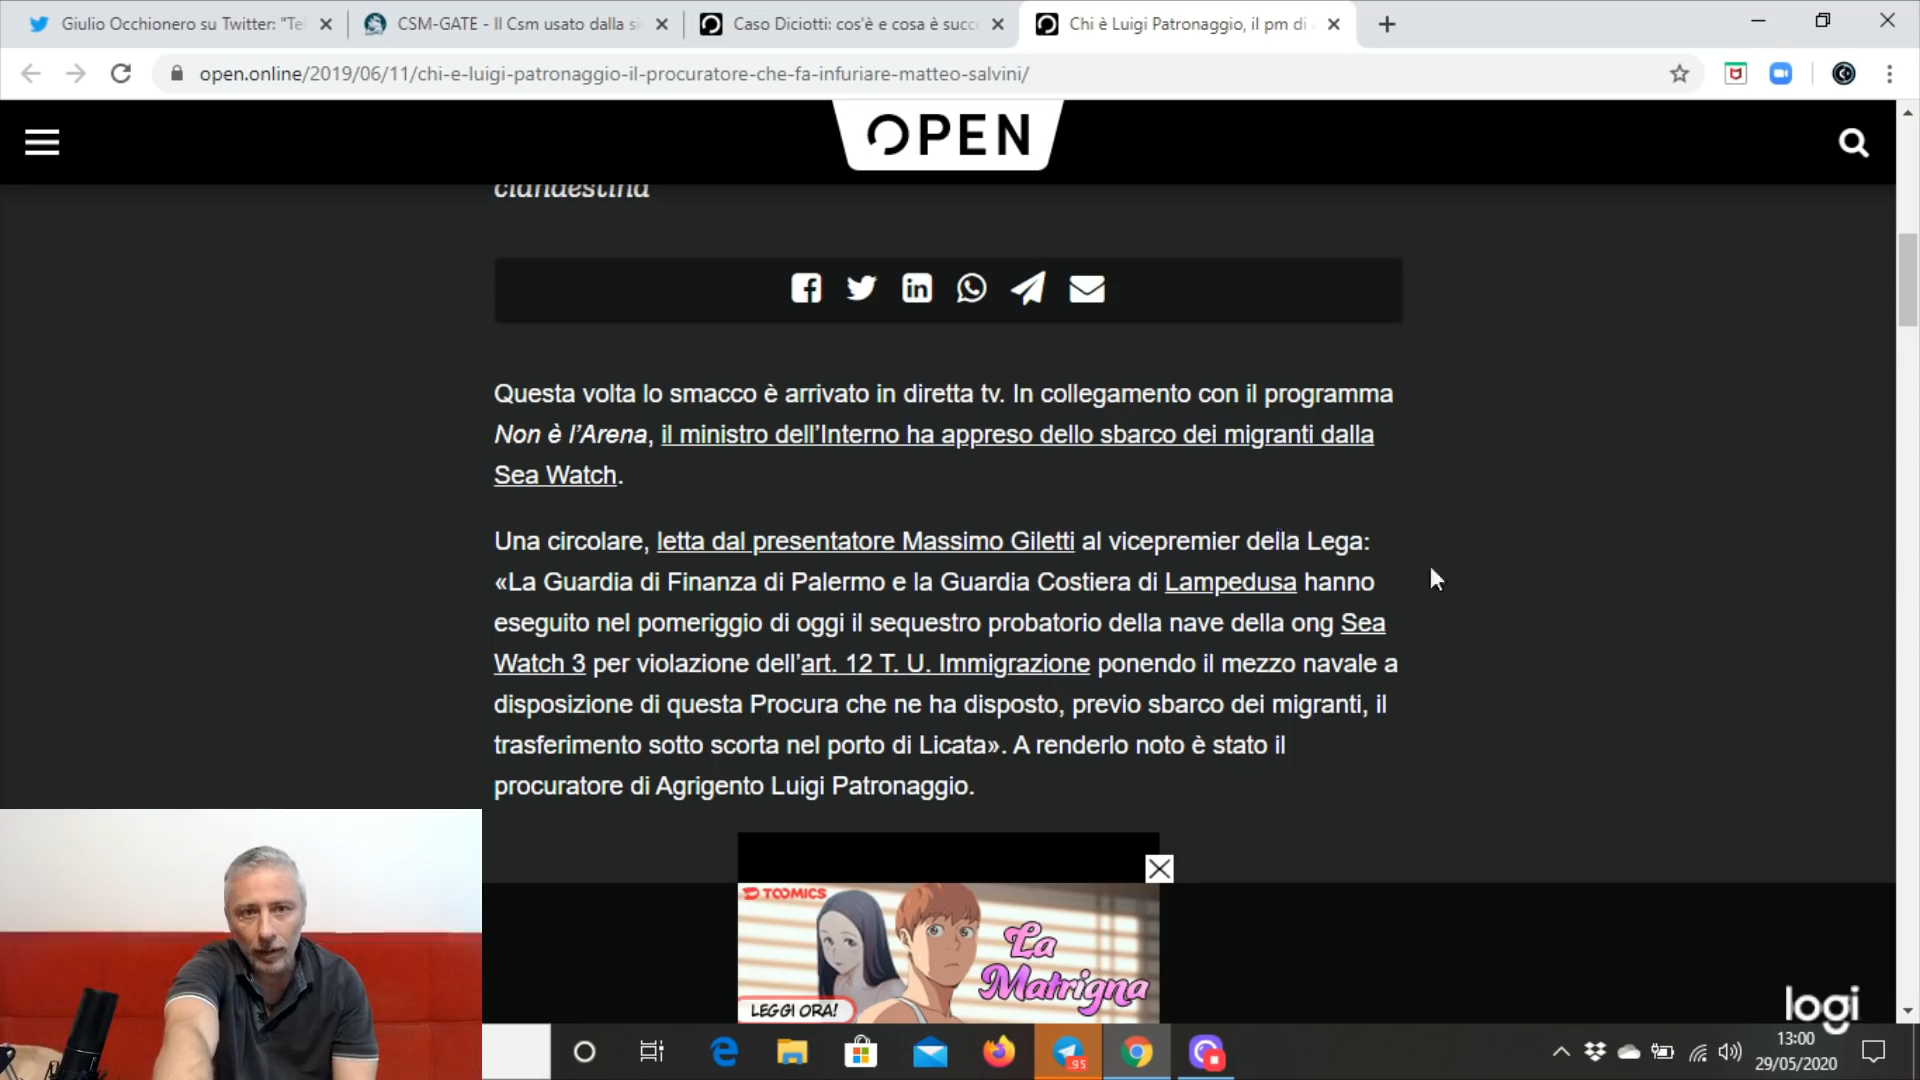 Giulio Occhionero su Twitter: "Te
CSM-GATE - Il Csm usato dalla si
Caso Diciotti: cos'è e cosa è succ
Chi è Luigi Patronaggio, il pm di
open.online/2019/06/11/chi-e-luigi-patronaggio-il-procuratore-che-fa-infuriare-matteo-salvini/
OPEN
clandestina
Questa volta lo smacco è arrivato in diretta tv. In collegamento con il programma
Non è l'Arena, il ministro dell'Interno ha appreso dello sbarco dei migranti dalla
Sea Watch.
Una circolare, letta dal presentatore Massimo Giletti al vicepremier della Lega:
«La Guardia di Finanza di Palermo e la Guardia Costiera di Lampedusa hanno
eseguito nel pomeriggio di oggi il sequestro probatorio della nave della ong Sea
Watch 3 per violazione dell'art. 12 T. U. Immigrazione ponendo il mezzo navale a
disposizione di questa Procura che ne ha disposto, previo sbarco dei migranti, il
trasferimento sotto scorta nel porto di Licata». A renderlo noto è stato il
procuratore di Agrigento Luigi Patronaggio.
TOOMICS
La
Matrigna
LEGGI ORA!
logi
95
13:00
29/05/2020